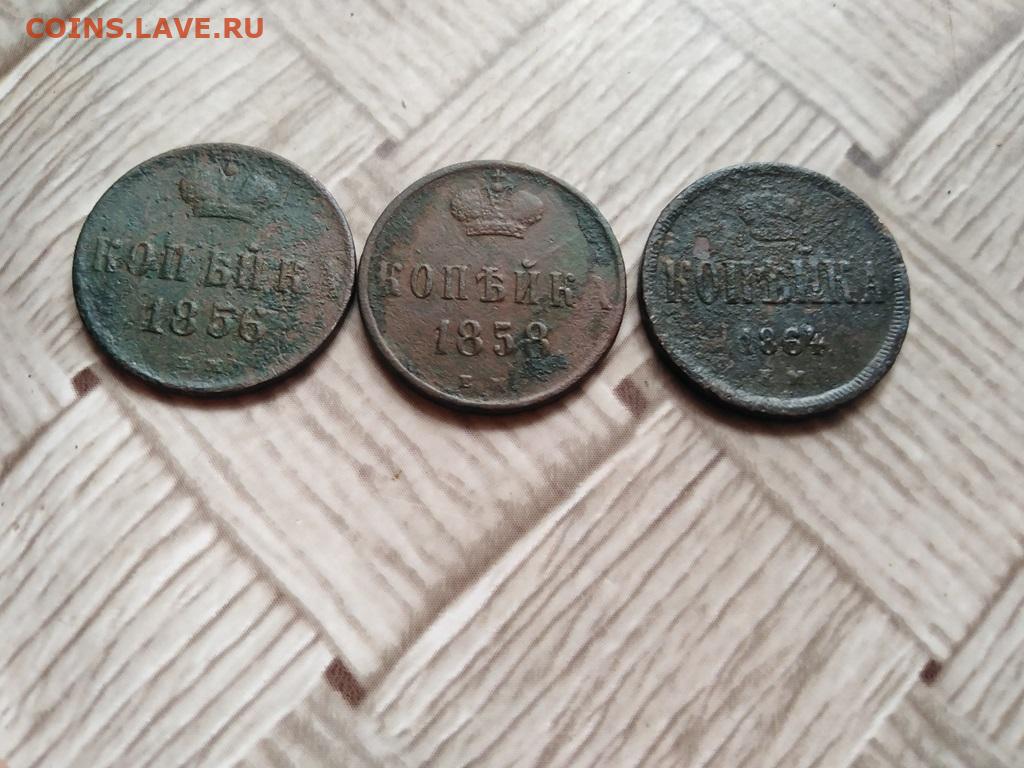 COINS.LAVE.RU
КОПѢЙКА
1856
Е М
КОПѢЙКА
1858
Е М
КОПѢЙКА
1864
Е М